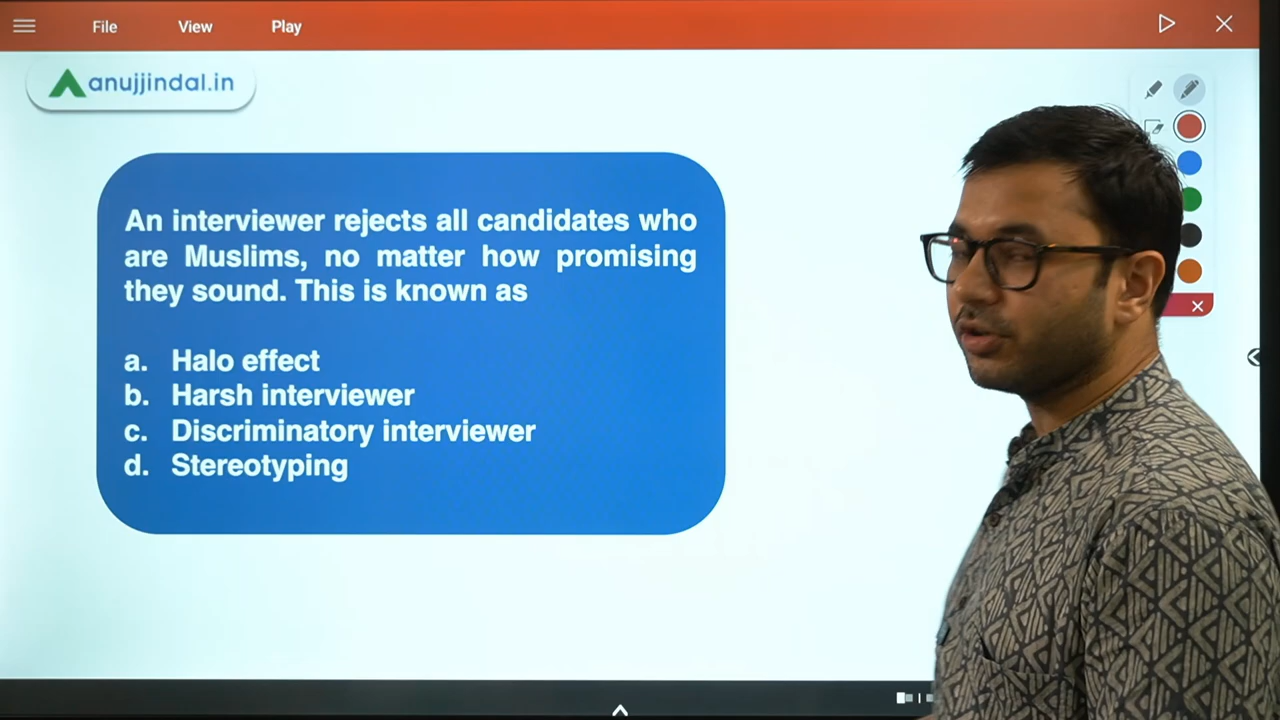 File View Play
anujjindal.in
An interviewer rejects all candidates who
are Muslims, no matter how promising
they sound. This is known as
a. Halo effect
b. Harsh interviewer
c. Discriminatory interviewer
d. Stereotyping